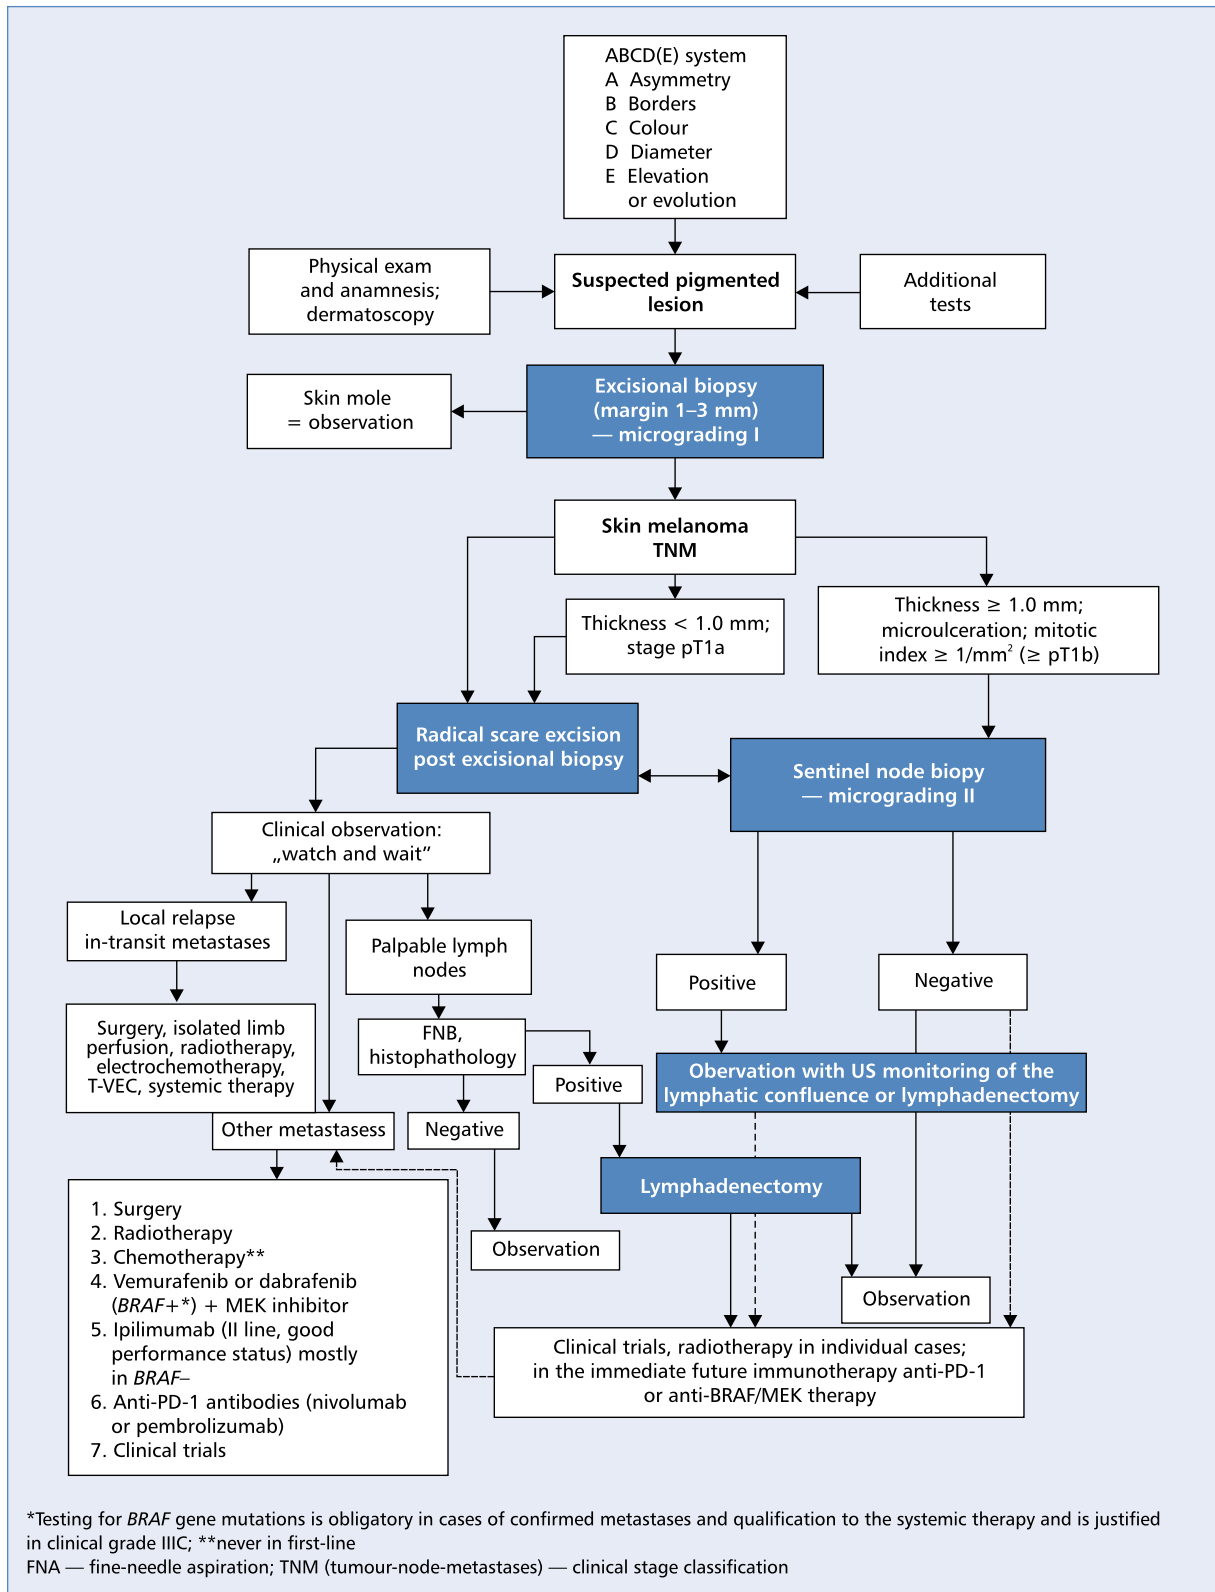 ABCD(E) system
A Asymmetry
B Borders
C Colour
D Diameter
E Elevation
or evolution
Physical exam
and anamnesis;
dermatoscopy
Suspected pigmented
lesion
Additional
tests
Skin mole
= observation
Excisional biopsy
(margin 1–3 mm)
— micrograding I
Skin melanoma
TNM
Thickness < 1.0 mm;
stage pT1a
Thickness ≥ 1.0 mm;
microulceration; mitotic
index ≥ 1/mm² (≥ pT1b)
Radical scare excision
post excisional biopsy
Sentinel node biopy
— micrograding II
Clinical observation:
„watch and wait”
Local relapse
in-transit metastases
Palpable lymph
nodes
Positive
Negative
Surgery, isolated limb
perfusion, radiotherapy,
electrochemotherapy,
T-VEC, systemic therapy
FNB,
histophathology
Positive
Obervation with US monitoring of the
lymphatic confluence or lymphadenectomy
Other metastasess
Negative
Lymphadenectomy
1. Surgery
2. Radiotherapy
3. Chemotherapy**
4. Vemurafenib or dabrafenib
(BRAF+*) + MEK inhibitor
5. Ipilimumab (II line, good
performance status) mostly
in BRAF–
6. Anti-PD-1 antibodies (nivolumab
or pembrolizumab)
7. Clinical trials
Observation
Observation
Clinical trials, radiotherapy in individual cases;
in the immediate future immunotherapy anti-PD-1
or anti-BRAF/MEK therapy
*Testing for BRAF gene mutations is obligatory in cases of confirmed metastases and qualification to the systemic therapy and is justified
in clinical grade IIIC; **never in first-line
FNA — fine-needle aspiration; TNM (tumour-node-metastases) — clinical stage classification